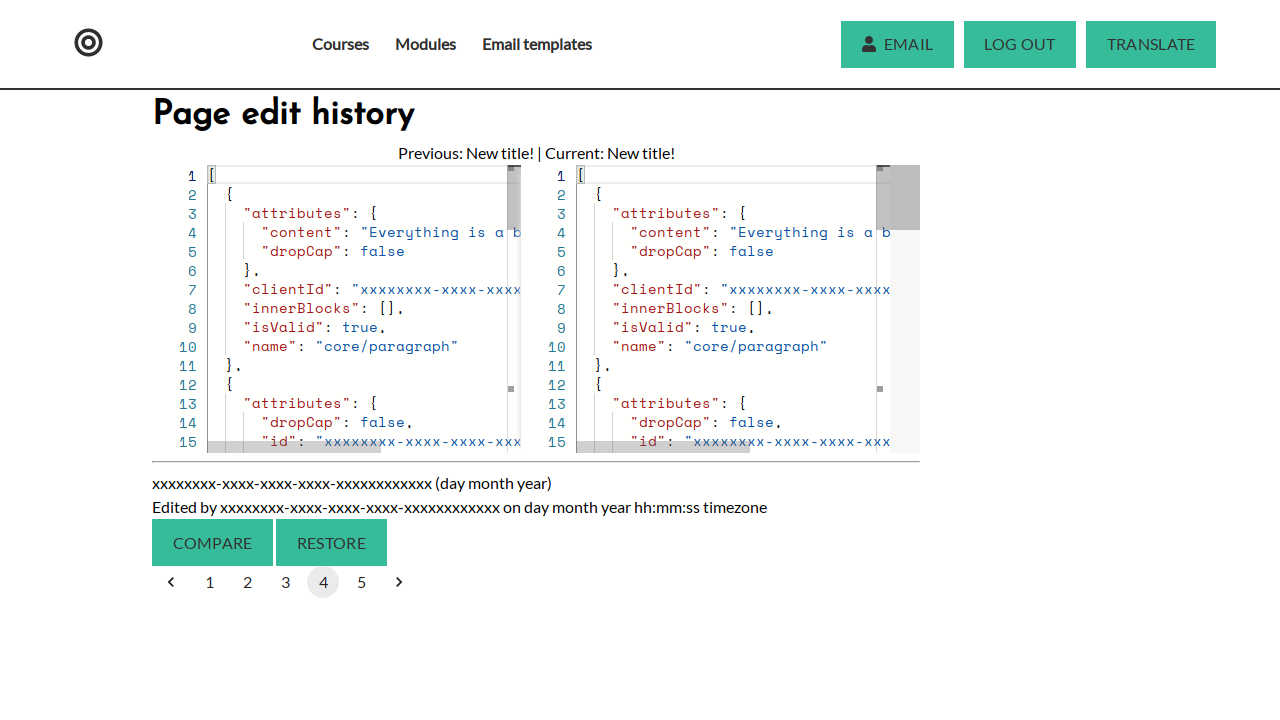 Courses Modules Email templates EMAIL LOG OUT TRANSLATE
Page edit history
Previous: New title! | Current: New title!
1 [
2 {
3 "attributes": {
4 "content": "Everything is a b
5 "dropCap": false
6 },
7 "clientId": "xxxxxxxx-xxxx-xxxx
8 "innerBlocks": [],
9 "isValid": true,
10 "name": "core/paragraph"
11 },
12 {
13 "attributes": {
14 "dropCap": false,
15 "id": "xxxxxxxx-xxxx-xxxx-xxx
1 [
2 {
3 "attributes": {
4 "content": "Everything is a b
5 "dropCap": false
6 },
7 "clientId": "xxxxxxxx-xxxx-xxxx
8 "innerBlocks": [],
9 "isValid": true,
10 "name": "core/paragraph"
11 },
12 {
13 "attributes": {
14 "dropCap": false,
15 "id": "xxxxxxxx-xxxx-xxxx-xxx
xxxxxxxx-xxxx-xxxx-xxxx-xxxxxxxxxxxx (day month year)
Edited by xxxxxxxx-xxxx-xxxx-xxxx-xxxxxxxxxxxx on day month year hh:mm:ss timezone
COMPARE RESTORE
1 2 3 4 5